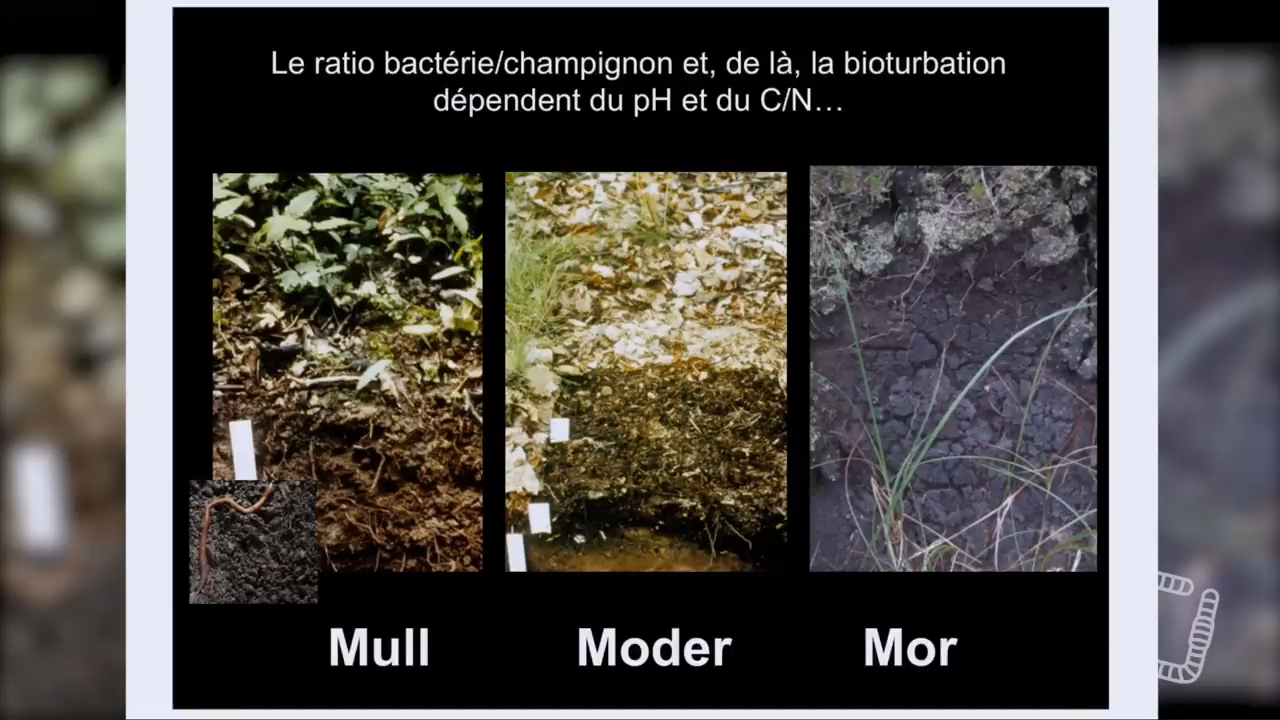 Le ratio bactérie/champignon et, de là, la bioturbation
dépendent du pH et du C/N…
Mull
Moder
Mor